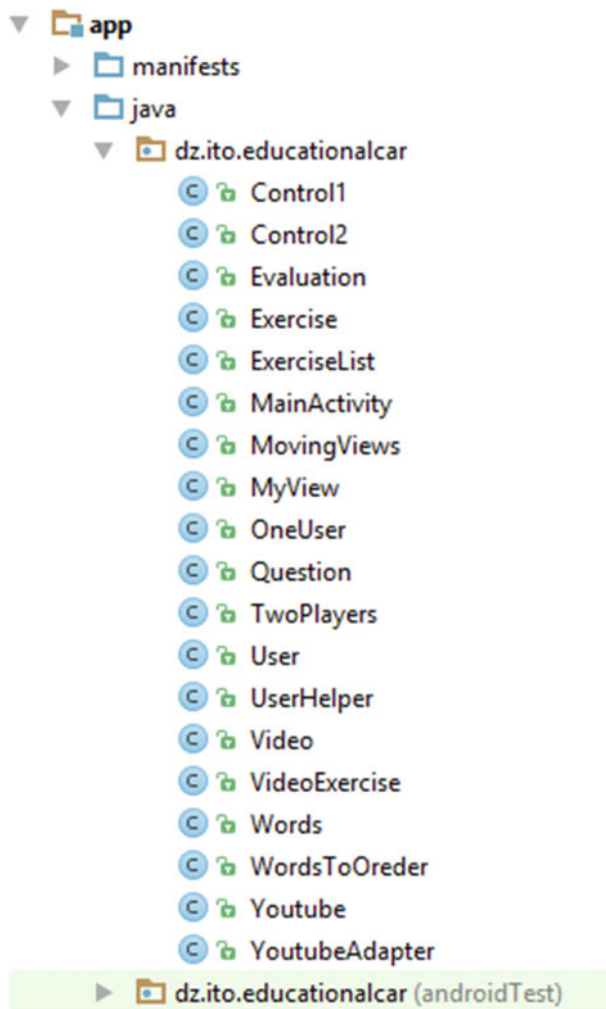 app
manifests
java
dz.ito.educationalcar
Control1
Control2
Evaluation
Exercise
ExerciseList
MainActivity
MovingViews
MyView
OneUser
Question
TwoPlayers
User
UserHelper
Video
VideoExercise
Words
WordsToOreder
Youtube
YoutubeAdapter
dz.ito.educationalcar (androidTest)